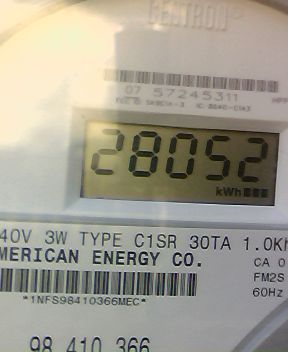 CENTRON®
07 57245311
28052
kWh
40V 3W TYPE C1SR 30TA 1.0Kh
MERICAN ENERGY CO.
CA 0
FM2S
*1NFS98410366MEC*
60Hz
98 410 366